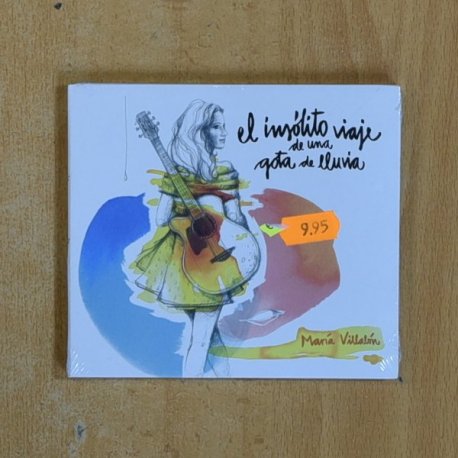 el insólito viaje
de una
gota de lluvia
9.95
María Villalón